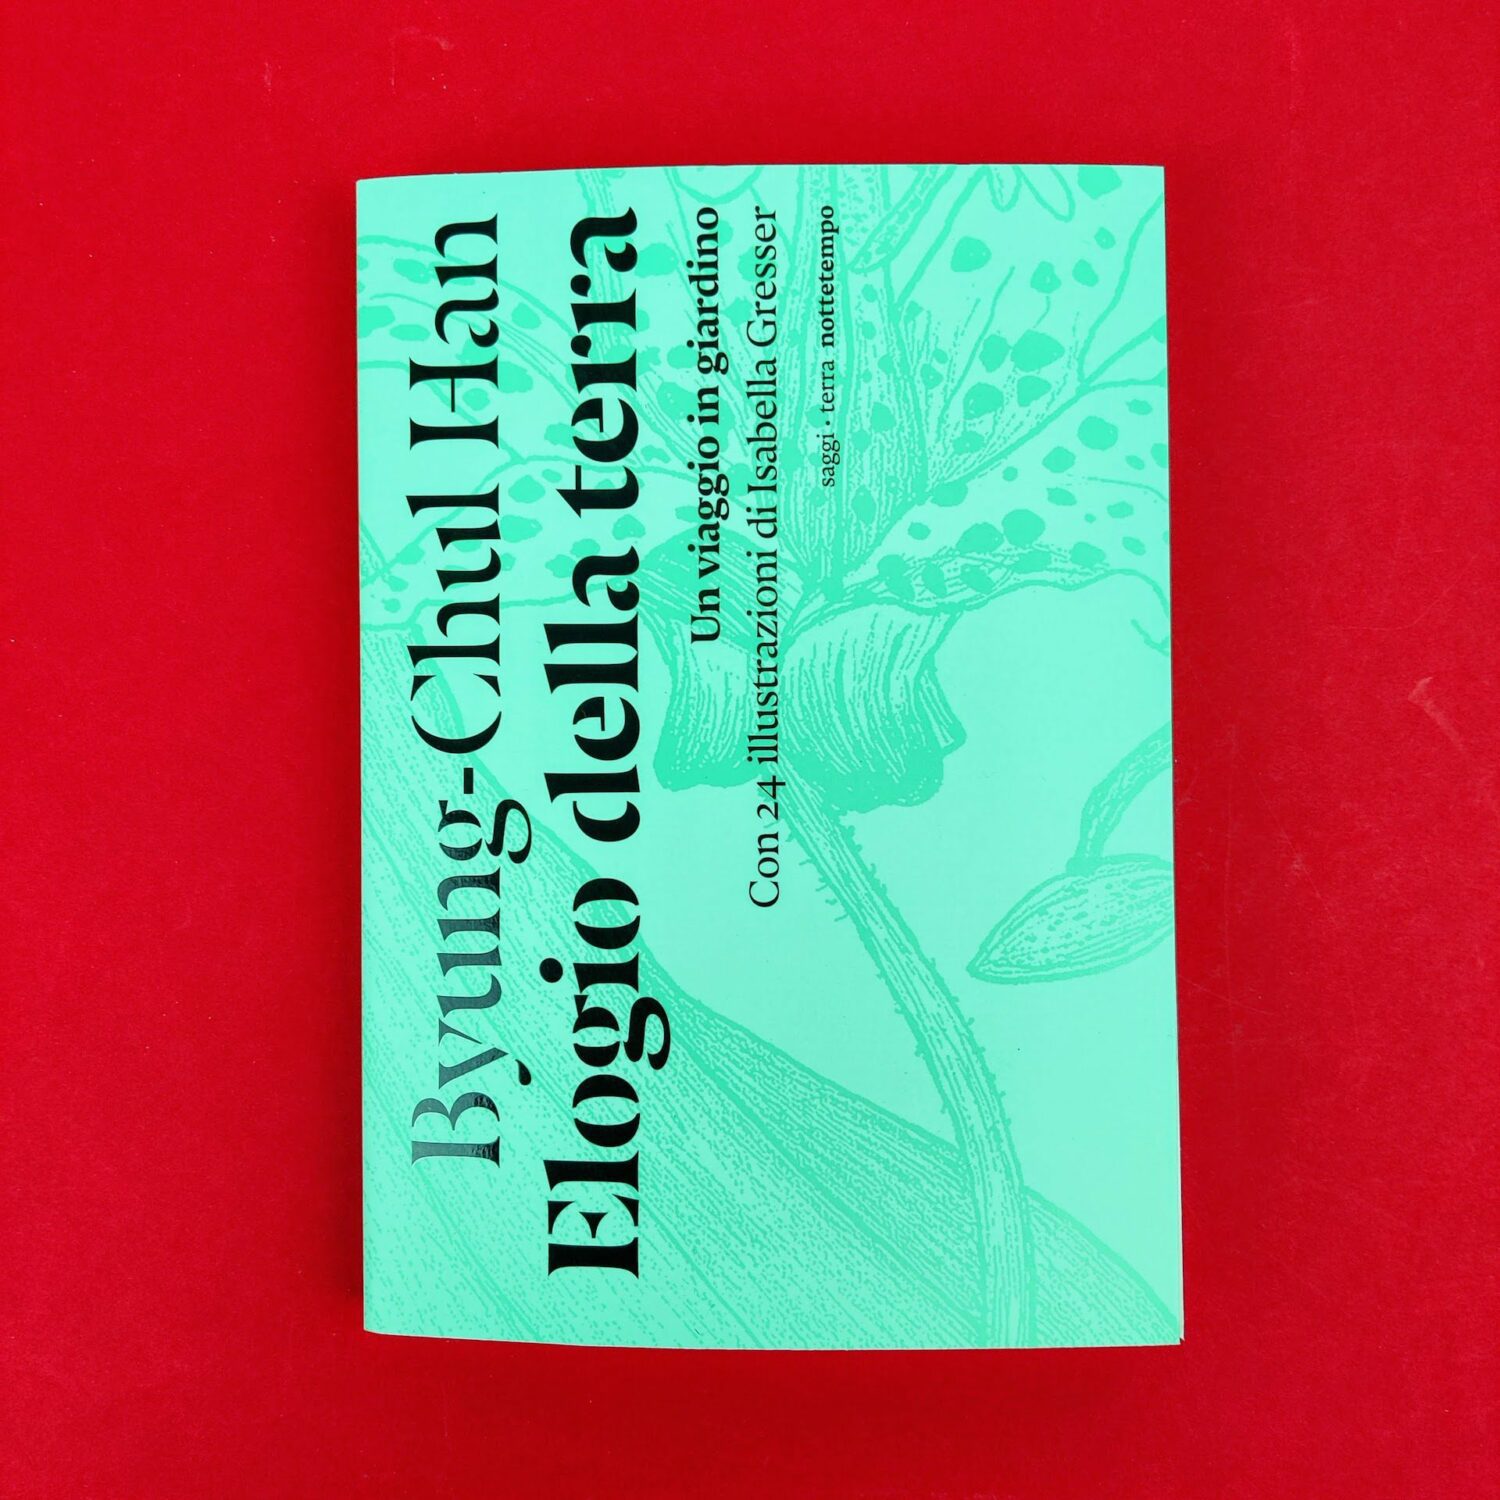 Byung-Chul Han
Elogio della terra
Un viaggio in giardino
Con 24 illustrazioni di Isabella Gresser
saggi · terra nottetempo